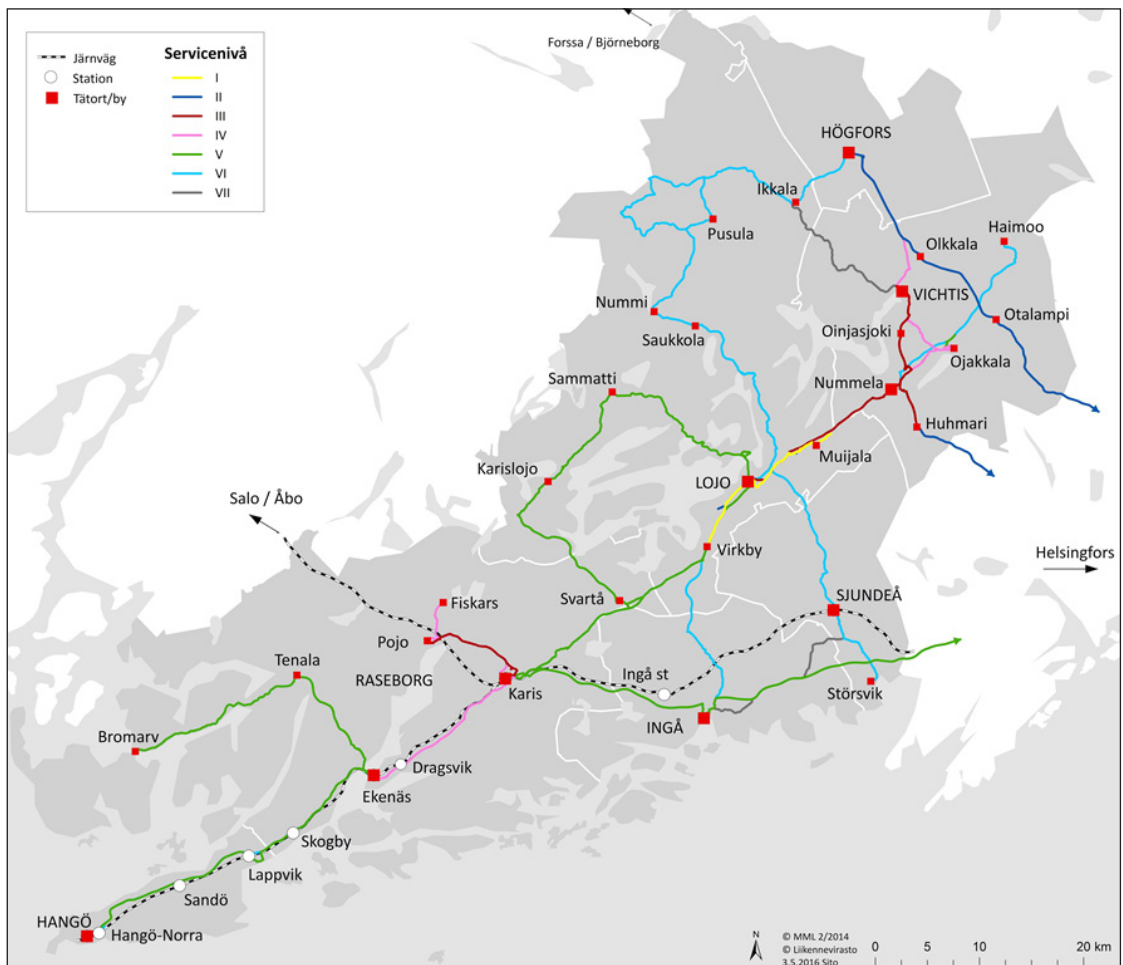 Forssa / Björneborg
Järnväg
Station
Tätort/by
Servicenivå
I
II
III
IV
V
VI
VII
HÖGFORS
Ikkala
Pusula
Haimoo
Olkkala
VICHTIS
Nummi
Otalampi
Saukkola
Oinjasjoki
Ojakkala
Sammatti
Nummela
Huhmari
Muijala
Karislojo
LOJO
Salo / Åbo
Virkby
Helsingfors
Svartå
SJUNDEÅ
Fiskars
Pojo
Tenala
RASEBORG
Karis
Ingå st
Störsvik
INGÅ
Bromarv
Dragsvik
Ekenäs
Skogby
Lappvik
Sandö
HANGÖ
Hangö-Norra
N
© MML 2/2014
© Liikennevirasto
3.5.2016 Sito
0 5 10 20 km